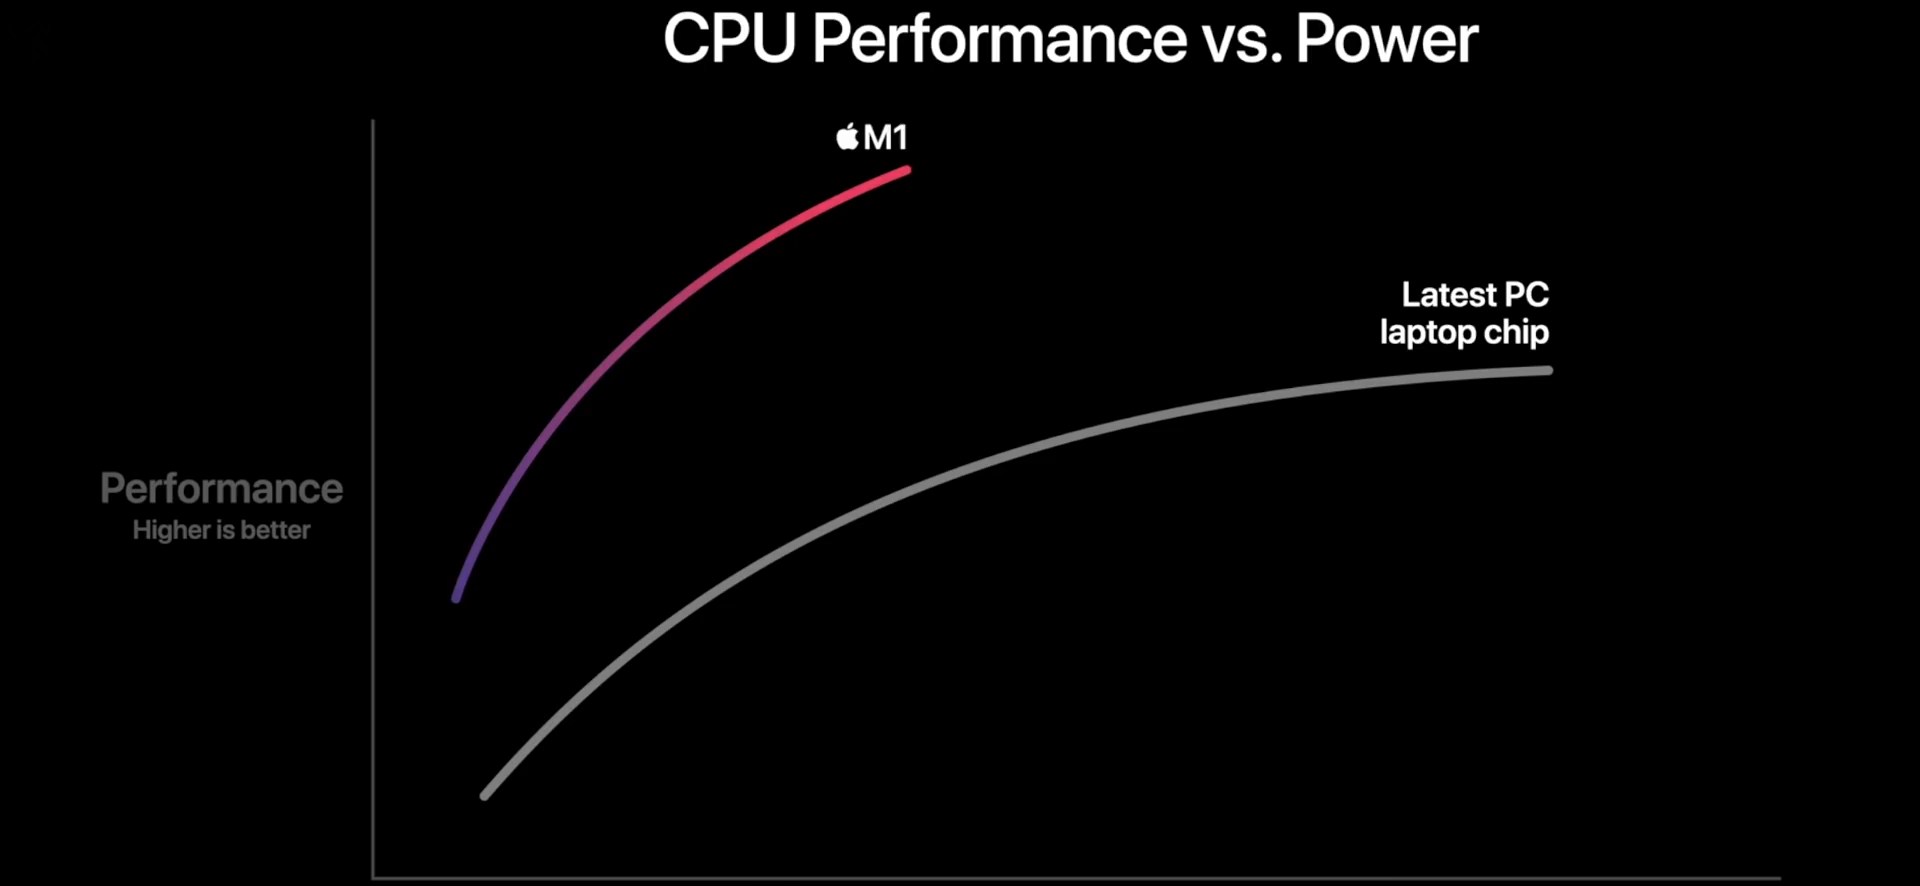 CPU Performance vs. Power
M1
Latest PC
laptop chip
Performance
Higher is better